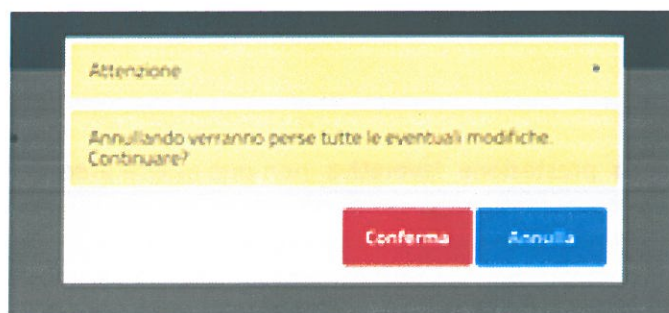 Attenzione
Annullando verranno perse tutte le eventuali modifiche.
Continuare?
Conferma Annulla